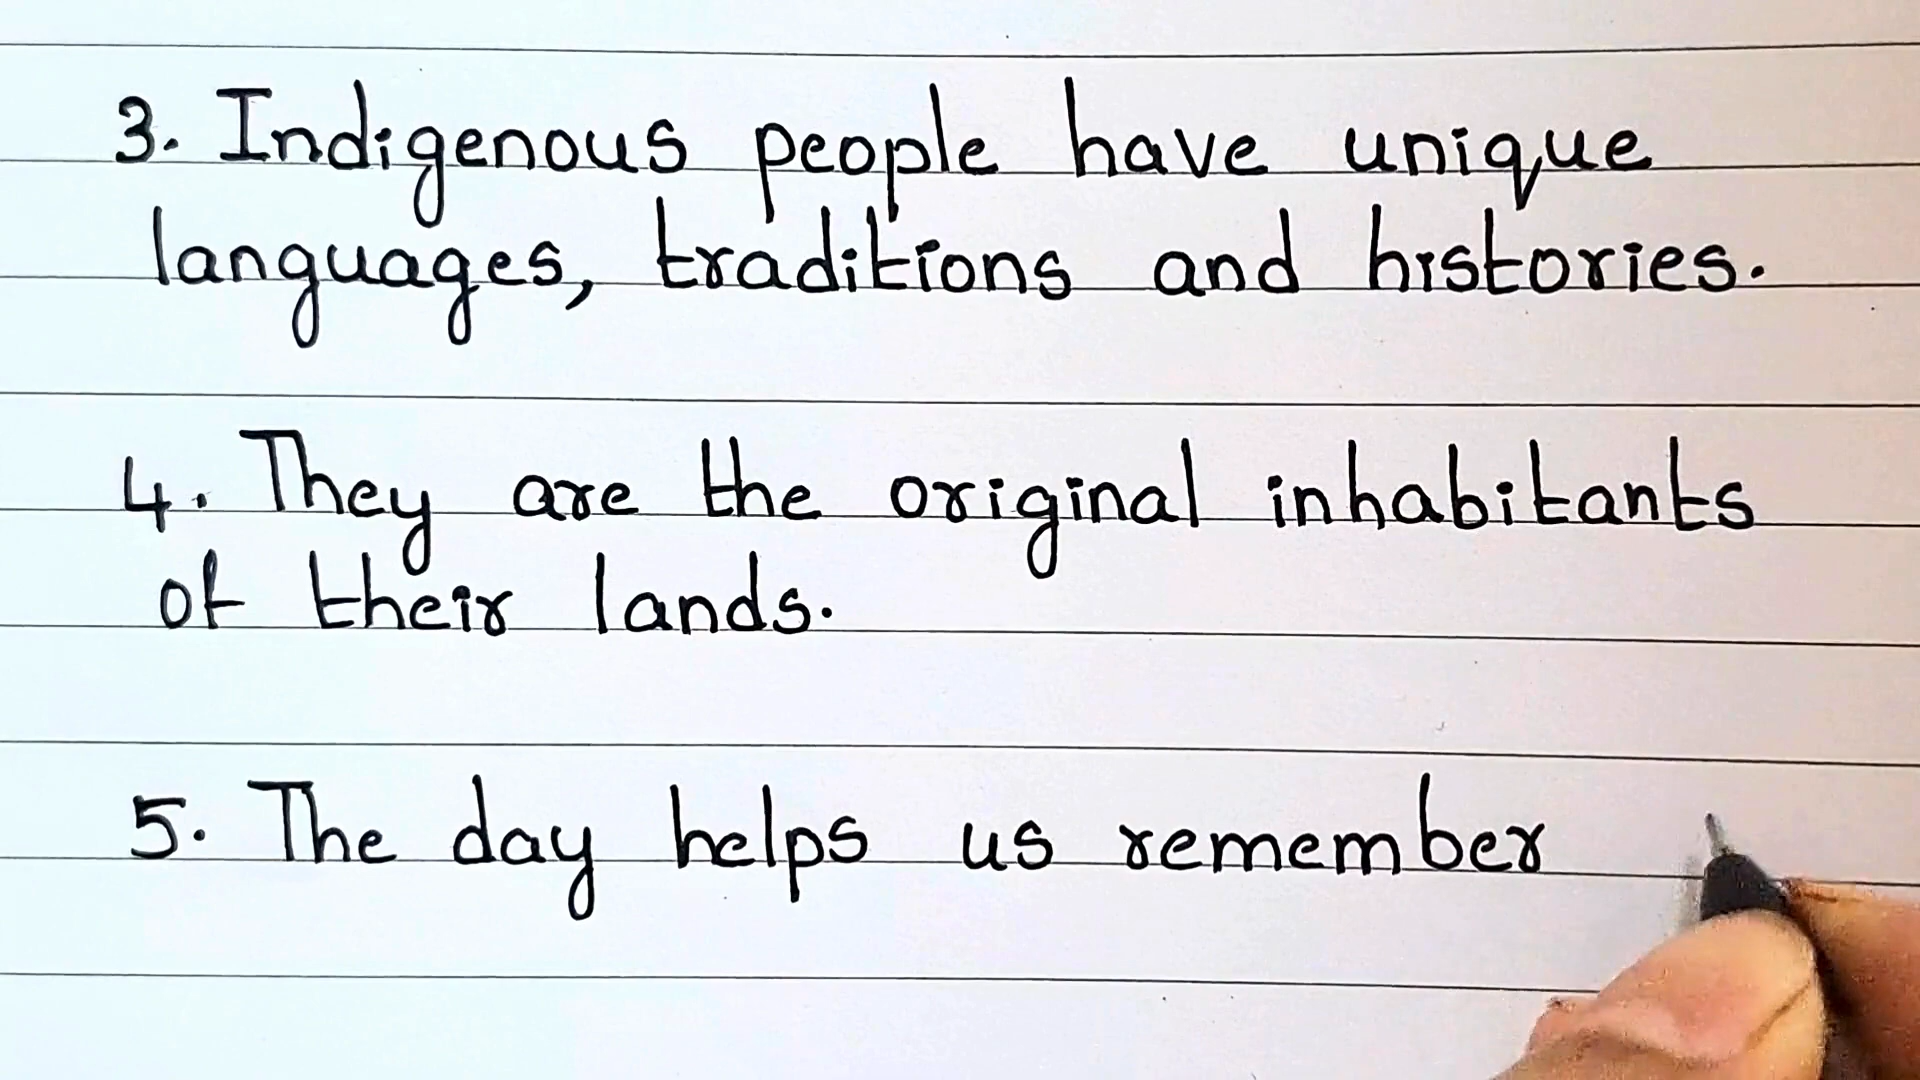 3. Indigenous people have unique
languages, traditions and histories.
4. They are the original inhabitants
of their lands.
5. The day helps us remember